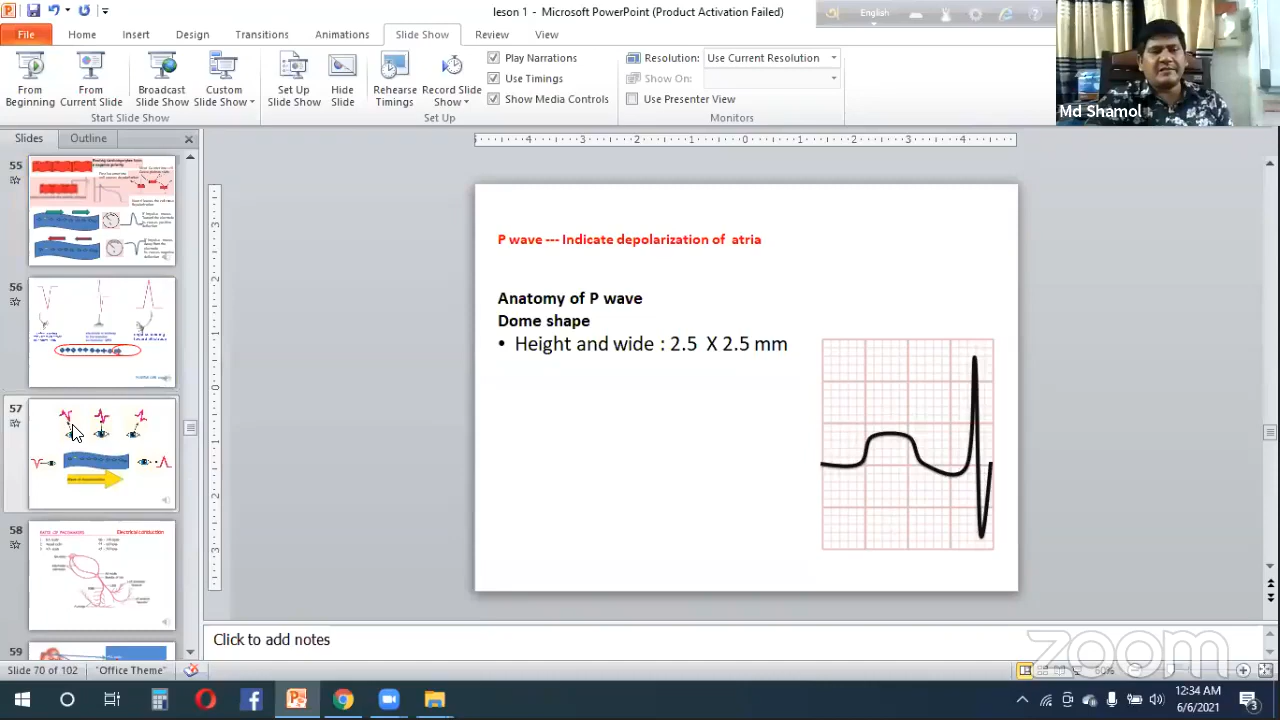 leson 1 - Microsoft PowerPoint (Product Activation Failed)
English
File Home Insert Design Transitions Animations Slide Show Review View
From Beginning
From Current Slide
Broadcast Slide Show
Custom Slide Show
Start Slide Show
Set Up Slide Show
Hide Slide
Rehearse Timings
Record Slide Show
Play Narrations
Use Timings
Show Media Controls
Set Up
Resolution: Use Current Resolution
Show On:
Use Presenter View
Monitors
Md Shamol
Slides Outline
55
56
57
58
Electrical conduction
59
P wave --- Indicate depolarization of atria
Anatomy of P wave
Dome shape
• Height and wide : 2.5 X 2.5 mm
Click to add notes
zoom
Slide 70 of 102 "Office Theme" 60%
12:34 AM
6/6/2021
3